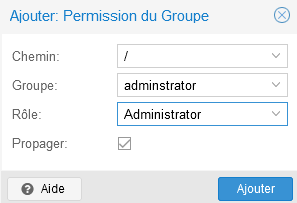 Ajouter: Permission du Groupe
Chemin: /
Groupe: adminstrator
Rôle: Administrator
Propager:
Aide Ajouter